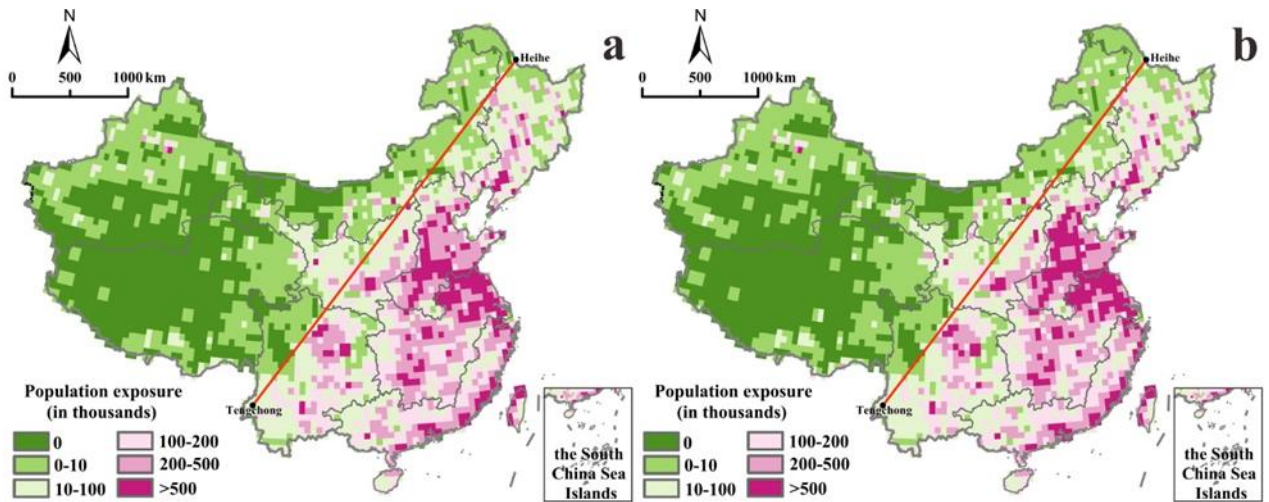 N
a
Heihe
0 500 1000 km
Population exposure
(in thousands)
Tengchong
0 100-200
0-10 200-500
10-100 >500
the South
China Sea
Islands
N
b
Heihe
0 500 1000 km
Population exposure
(in thousands)
Tengchong
0 100-200
0-10 200-500
10-100 >500
the South
China Sea
Islands